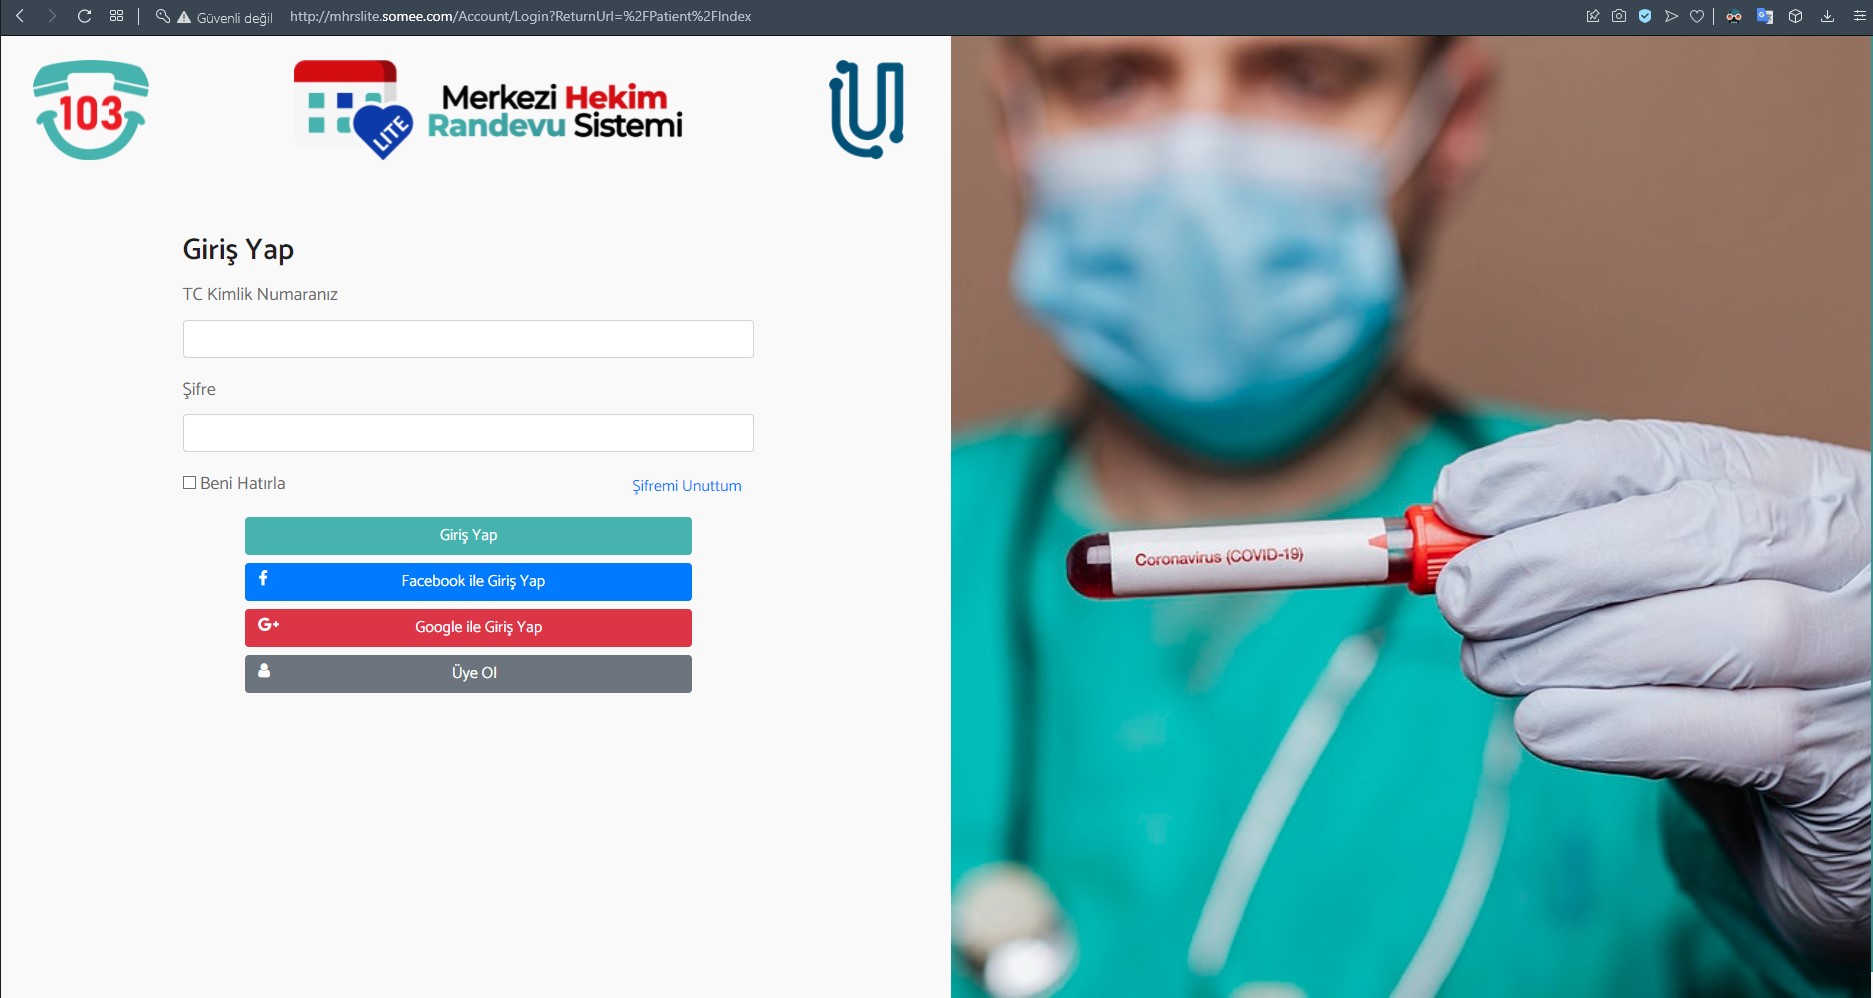 Güvenli değil
http://mhrslite.somee.com/Account/Login?ReturnUrl=%2FPatient%2FIndex
103
LITE
Merkezi Hekim
Randevu Sistemi
Giriş Yap
TC Kimlik Numaranız
Şifre
Beni Hatırla
Şifremi Unuttum
Giriş Yap
Facebook ile Giriş Yap
Google ile Giriş Yap
Üye Ol
Coronavirus (COVID-19)